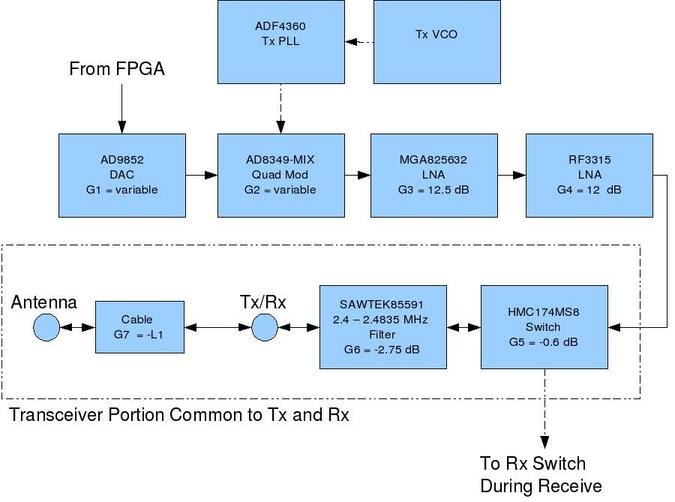 ADF4360
Tx PLL
Tx VCO
From FPGA
AD9852
DAC
G1 = variable
AD8349-MIX
Quad Mod
G2 = variable
MGA825632
LNA
G3 = 12.5 dB
RF3315
LNA
G4 = 12 dB
Antenna
Cable
G7 = -L1
Tx/Rx
SAWTEK85591
2.4 – 2.4835 MHz
Filter
G6 = -2.75 dB
HMC174MS8
Switch
G5 = -0.6 dB
Transceiver Portion Common to Tx and Rx
To Rx Switch
During Receive